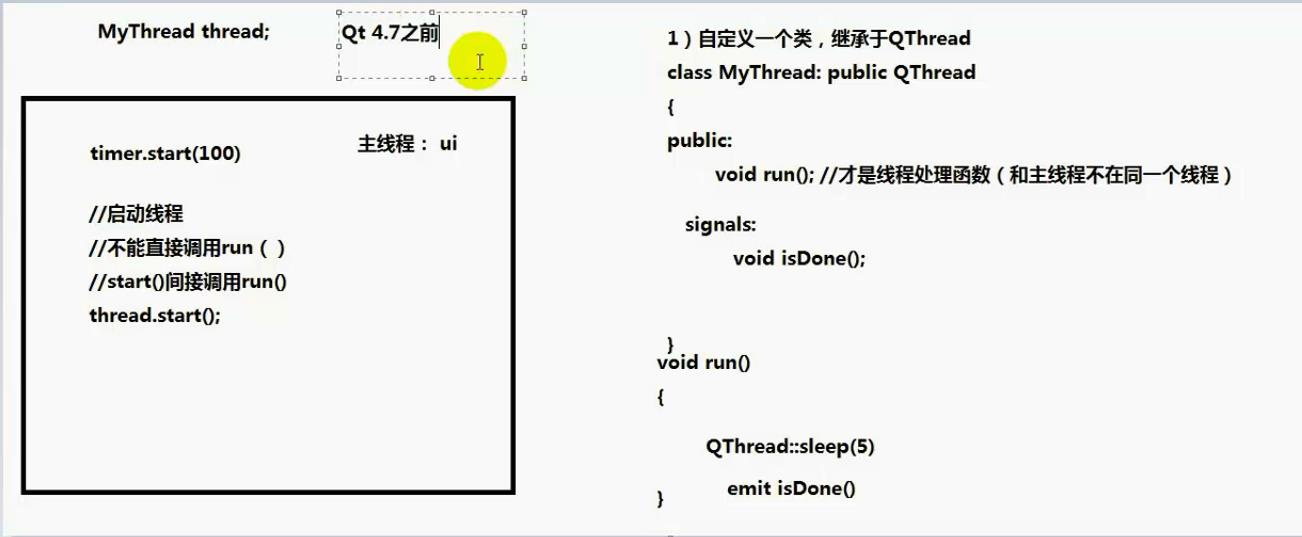 MyThread thread;
Qt 4.7之前
timer.start(100)
主线程： ui
//启动线程
//不能直接调用run（ ）
//start()间接调用run()
thread.start();
1）自定义一个类，继承于QThread
class MyThread: public QThread
{
public:
void run(); //才是线程处理函数（和主线程不在同一个线程）
signals:
void isDone();
}
void run()
{
QThread::sleep(5)
emit isDone()
}